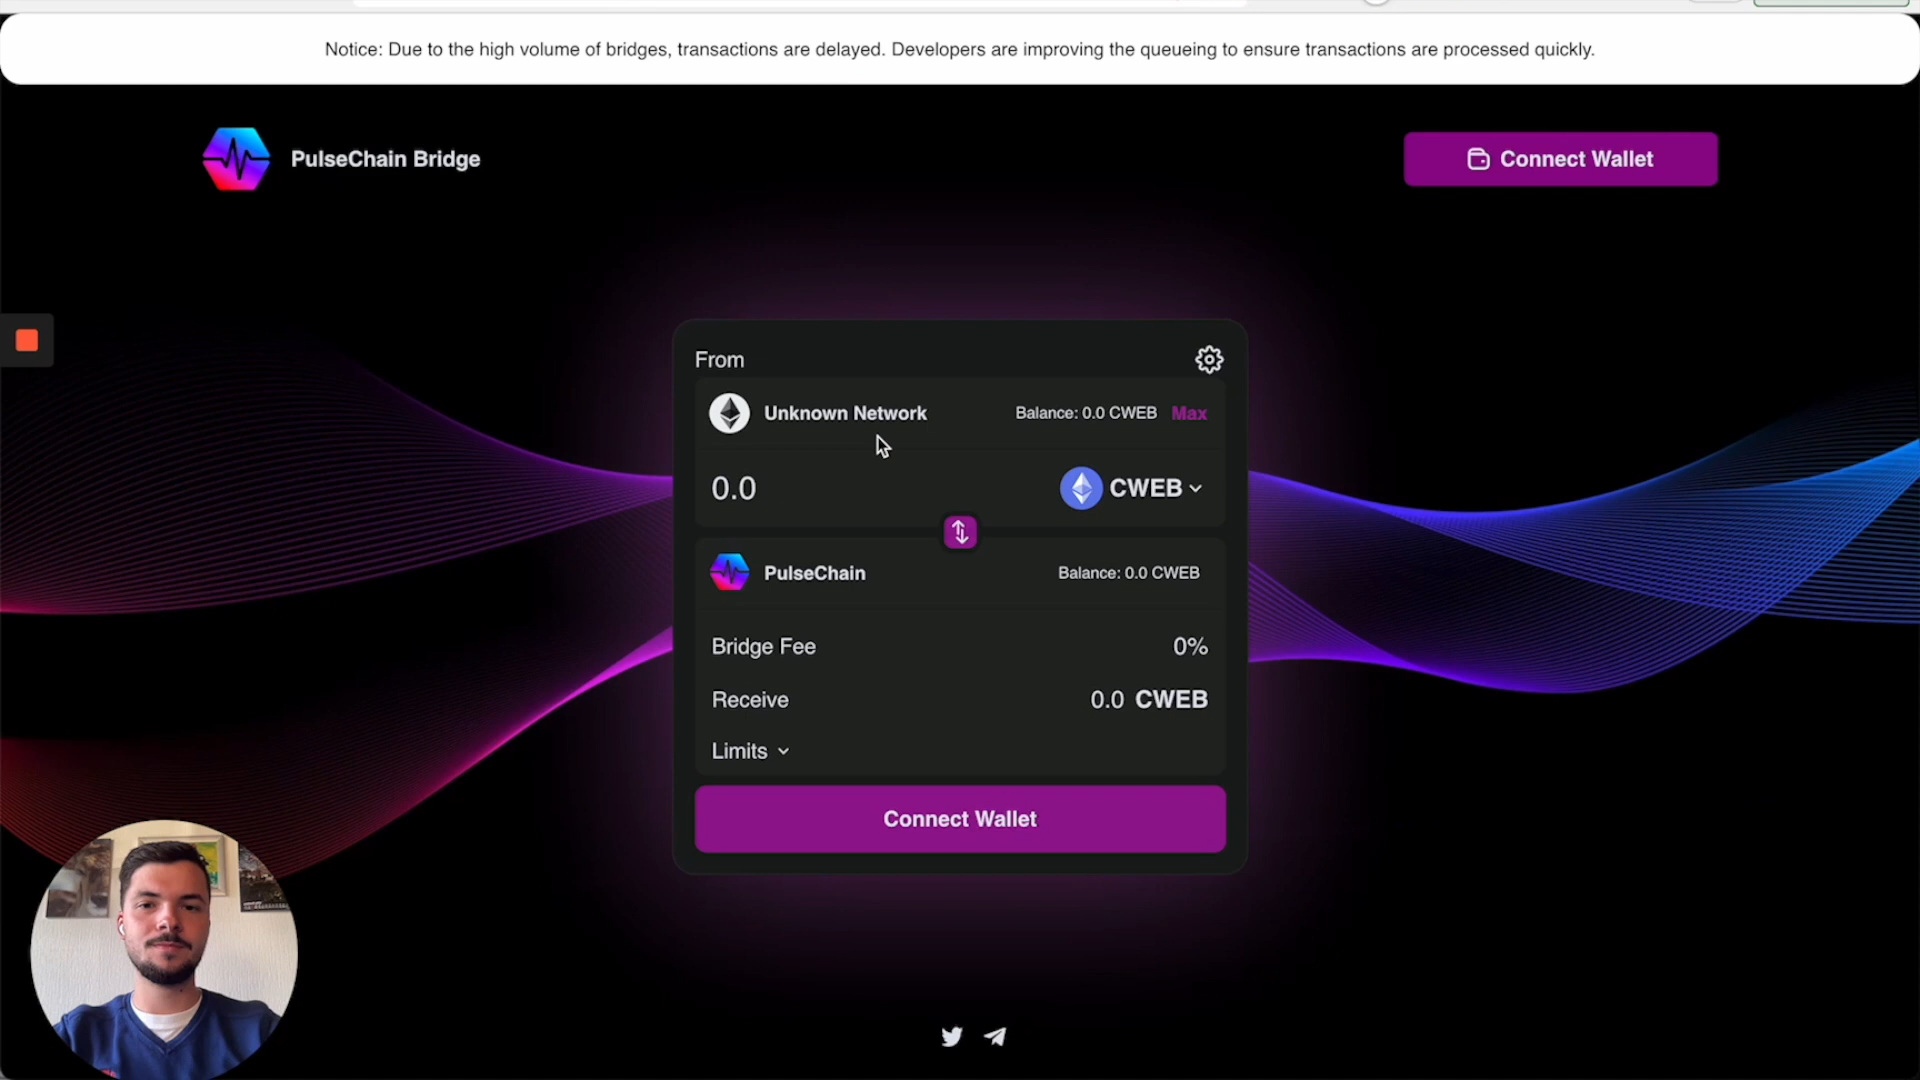 Notice: Due to the high volume of bridges, transactions are delayed. Developers are improving the queueing to ensure transactions are processed quickly.
PulseChain Bridge
Connect Wallet
From
Unknown Network
Balance: 0.0 CWEB Max
0.0
CWEB
PulseChain
Balance: 0.0 CWEB
Bridge Fee
0%
Receive
0.0 CWEB
Limits
Connect Wallet